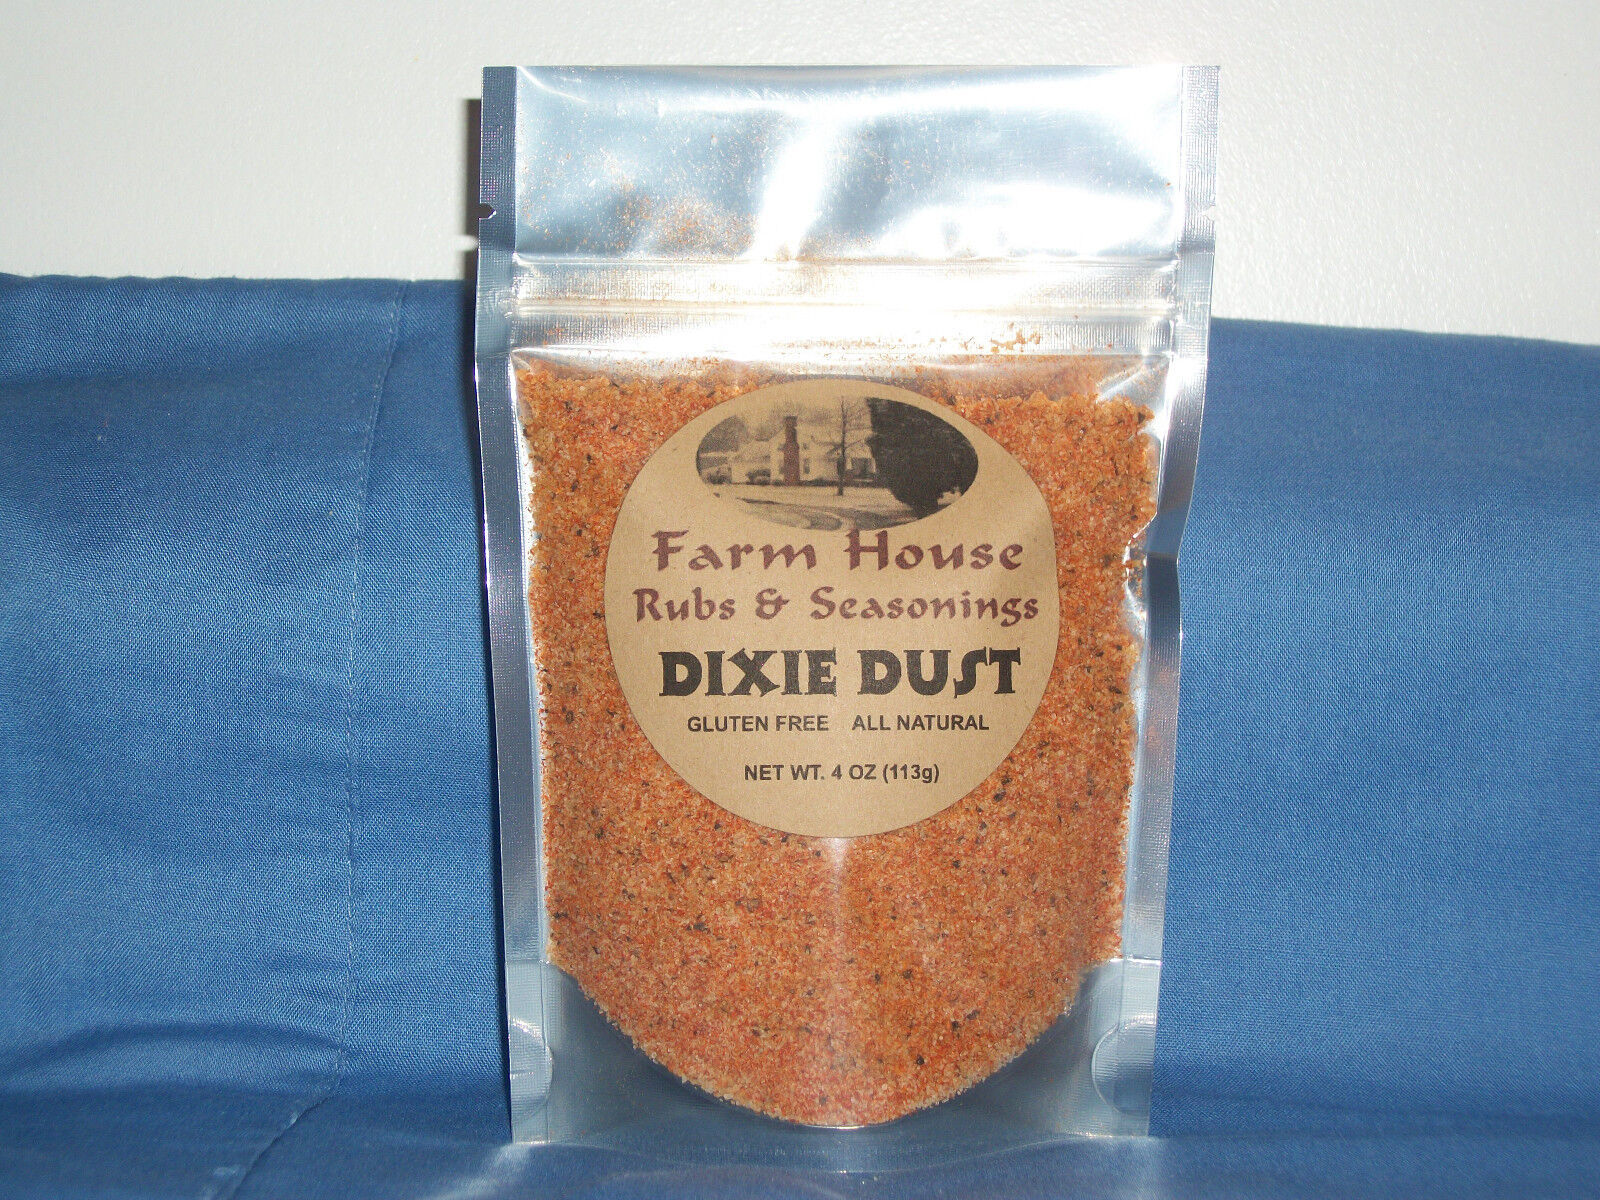 Farm House
Rubs & Seasonings
DIXIE DUST
GLUTEN FREE ALL NATURAL
NET WT. 4 OZ (113g)